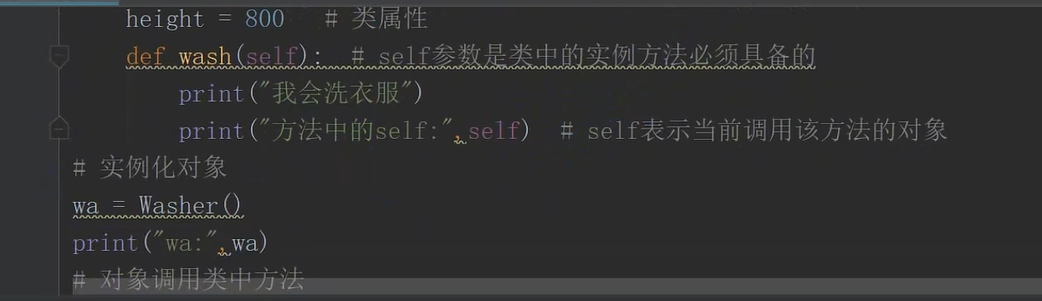 height = 800   # 类属性
def wash(self):  # self参数是类中的实例方法必须具备的
print("我会洗衣服")
print("方法中的self:",self)  # self表示当前调用该方法的对象
# 实例化对象
wa = Washer()
print("wa:",wa)
# 对象调用类中方法